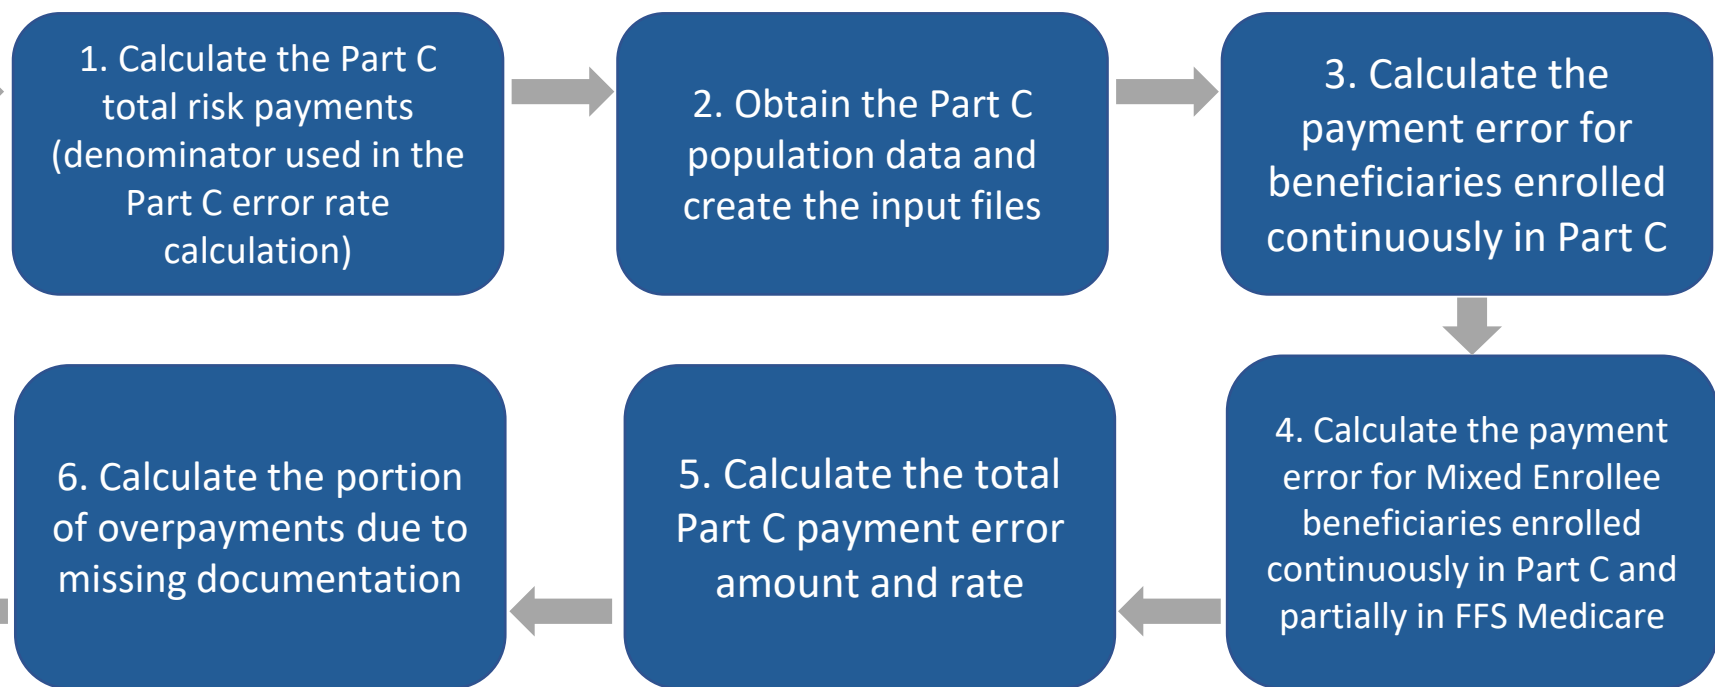 1. Calculate the Part C
total risk payments
(denominator used in the
Part C error rate
calculation)
2. Obtain the Part C
population data and
create the input files
3. Calculate the
payment error for
beneficiaries enrolled
continuously in Part C
4. Calculate the payment
error for Mixed Enrollee
beneficiaries enrolled
continuously in Part C and
partially in FFS Medicare
5. Calculate the total
Part C payment error
amount and rate
6. Calculate the portion
of overpayments due to
missing documentation